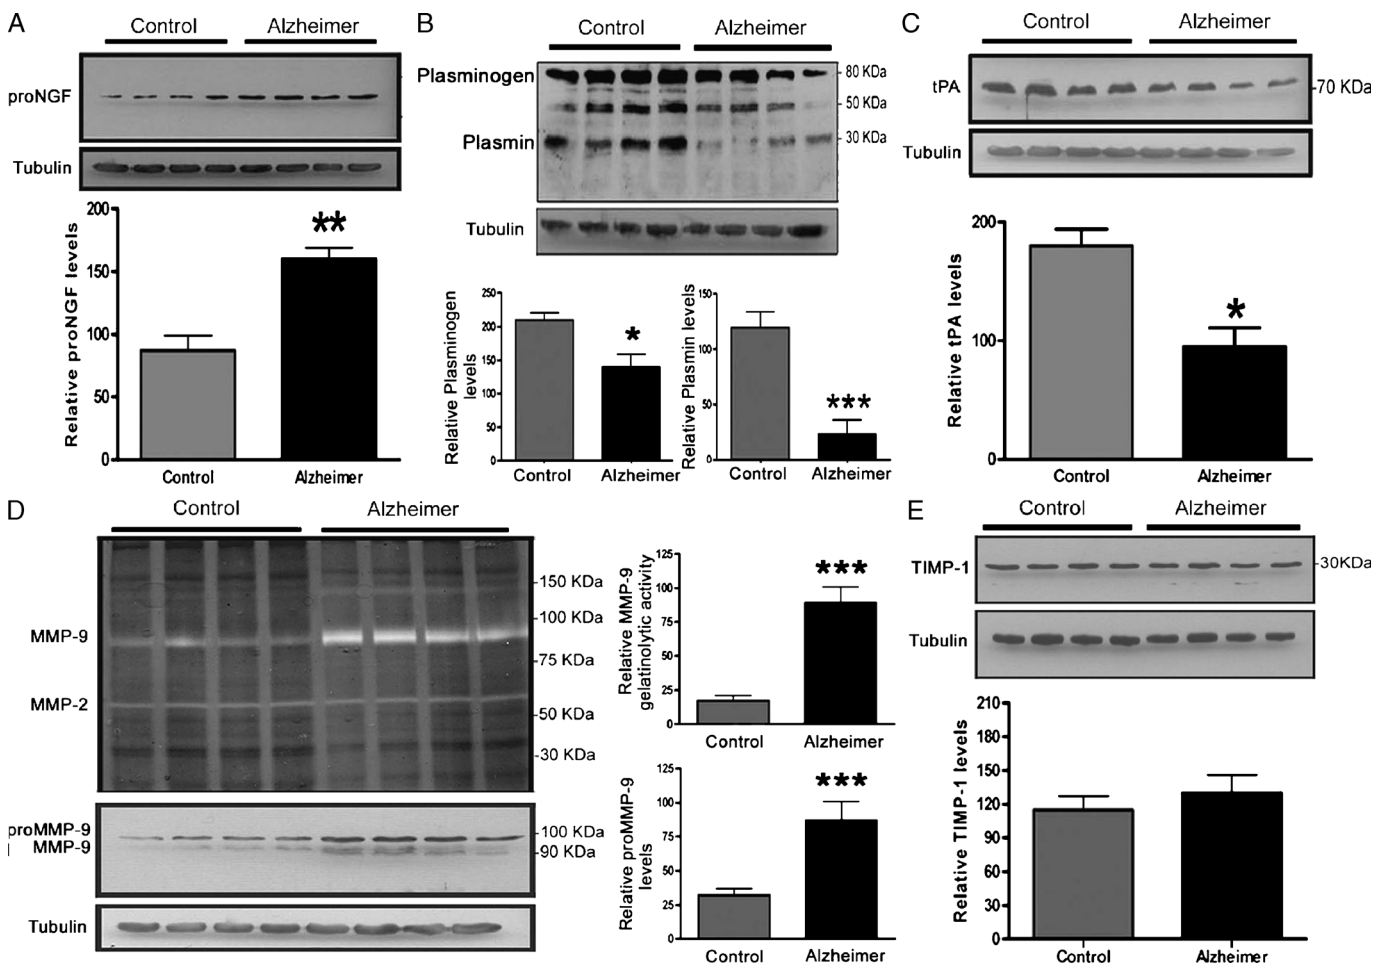 A
Control
Alzheimer
proNGF
Tubulin
200
150
100
50
0
Relative proNGF levels
**
Control
Alzheimer
B
Control
Alzheimer
Plasminogen
Plasmin
80 KDa
50 KDa
30 KDa
Tubulin
250
200
150
100
50
0
Relative Plasminogen
levels
*
Control
Alzheimer
150
100
50
0
Relative Plasmin levels
***
Control
Alzheimer
C
Control
Alzheimer
tPA
-70 KDa
Tubulin
200
100
0
Relative tPA levels
*
Control
Alzheimer
D
Control
Alzheimer
MMP-9
MMP-2
-150 KDa
-100 KDa
-75 KDa
-50 KDa
-30 KDa
proMMP-9
MMP-9
-100 KDa
-90 KDa
Tubulin
125
100
75
50
25
0
Relative MMP-9
gelatinolytic activity
***
Control
Alzheimer
125
100
75
50
25
0
Relative proMMP-9
levels
***
Control
Alzheimer
E
Control
Alzheimer
TIMP-1
-30KDa
Tubulin
210
180
150
120
90
60
30
0
Relative TIMP-1 levels
Control
Alzheimer